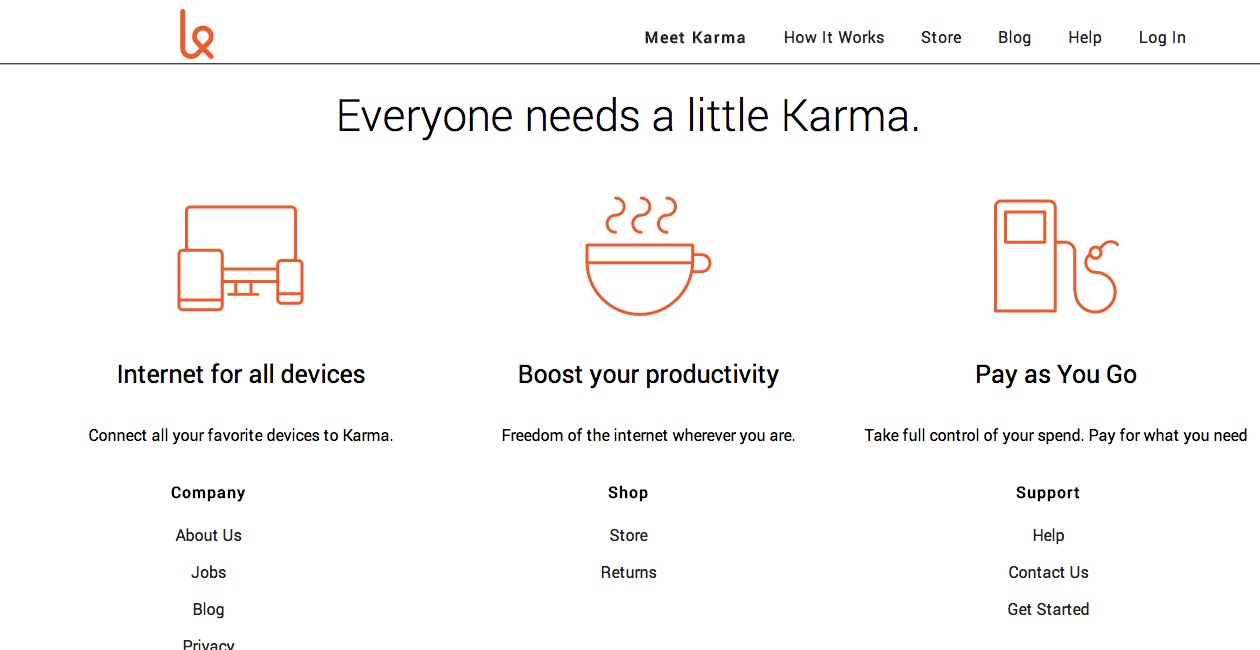 Meet Karma How It Works Store Blog Help Log In
Everyone needs a little Karma.
Internet for all devices
Connect all your favorite devices to Karma.
Boost your productivity
Freedom of the internet wherever you are.
Pay as You Go
Take full control of your spend. Pay for what you need
Company
About Us
Jobs
Blog
Privacy
Shop
Store
Returns
Support
Help
Contact Us
Get Started